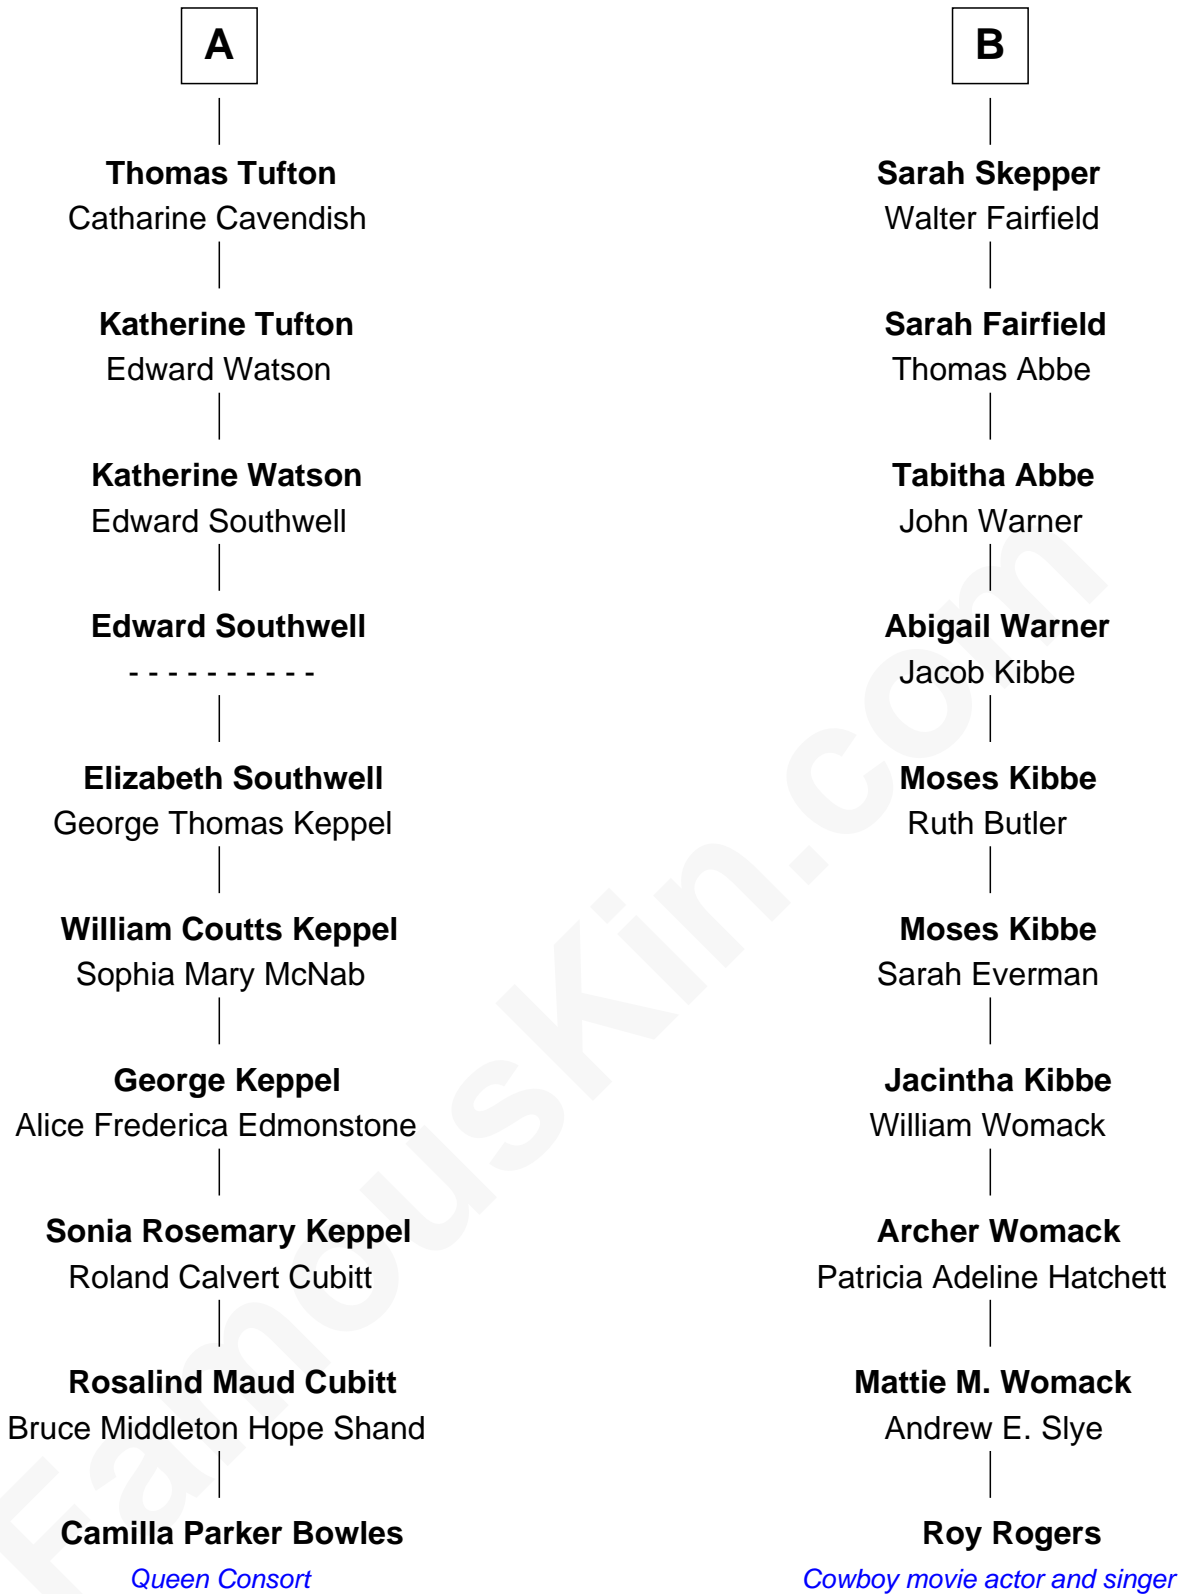 A
Thomas Tufton
Catharine Cavendish
Katherine Tufton
Edward Watson
Katherine Watson
Edward Southwell
Edward Southwell
- - - - - - - - - -
Elizabeth Southwell
George Thomas Keppel
William Coutts Keppel
Sophia Mary McNab
George Keppel
Alice Frederica Edmonstone
Sonia Rosemary Keppel
Roland Calvert Cubitt
Rosalind Maud Cubitt
Bruce Middleton Hope Shand
Camilla Parker Bowles
Queen Consort
B
Sarah Skepper
Walter Fairfield
Sarah Fairfield
Thomas Abbe
Tabitha Abbe
John Warner
Abigail Warner
Jacob Kibbe
Moses Kibbe
Ruth Butler
Moses Kibbe
Sarah Everman
Jacintha Kibbe
William Womack
Archer Womack
Patricia Adeline Hatchett
Mattie M. Womack
Andrew E. Slye
Roy Rogers
Cowboy movie actor and singer
FamousKin.com